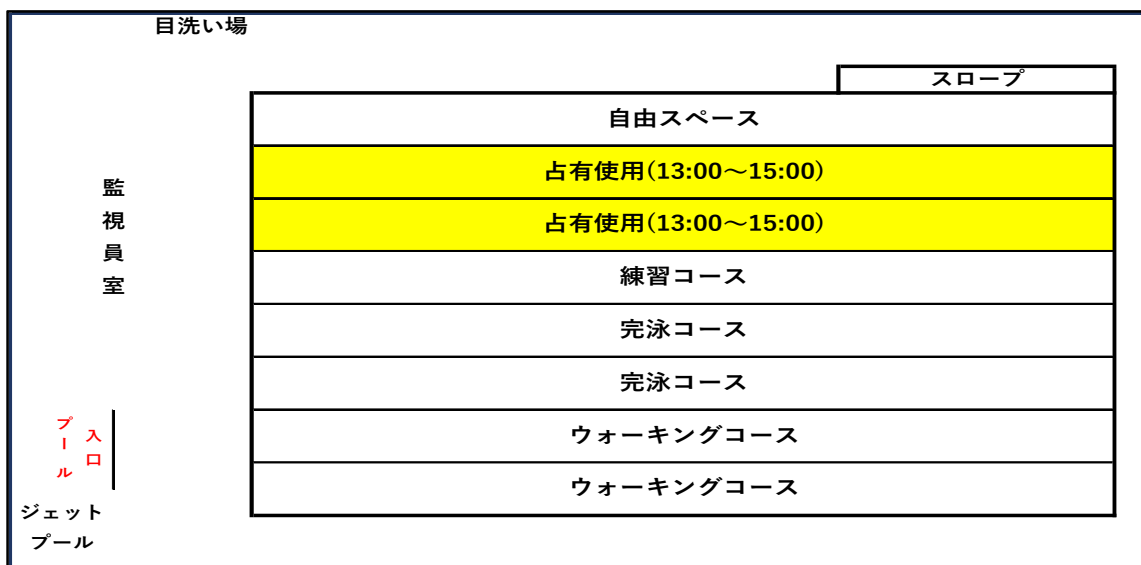 目洗い場
スロープ
自由スペース
占有使用(13:00～15:00)
占有使用(13:00～15:00)
監視員室
練習コース
完泳コース
完泳コース
プール
入口
ウォーキングコース
ウォーキングコース
ジェット
プール